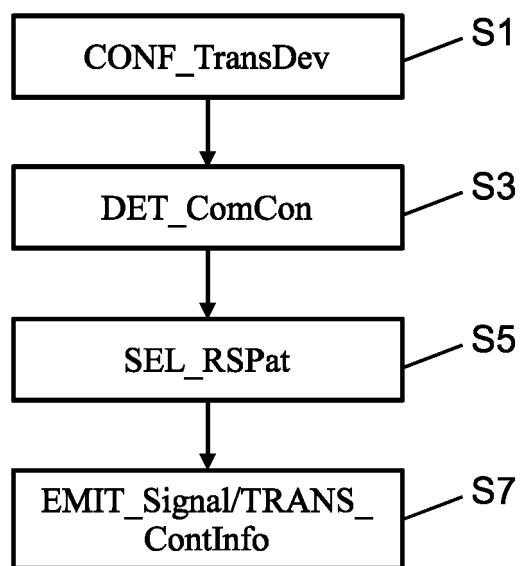 CONF_TransDev
S1
DET_ComCon
S3
SEL_RSPat
S5
EMIT_Signal/TRANS_
ContInfo
S7